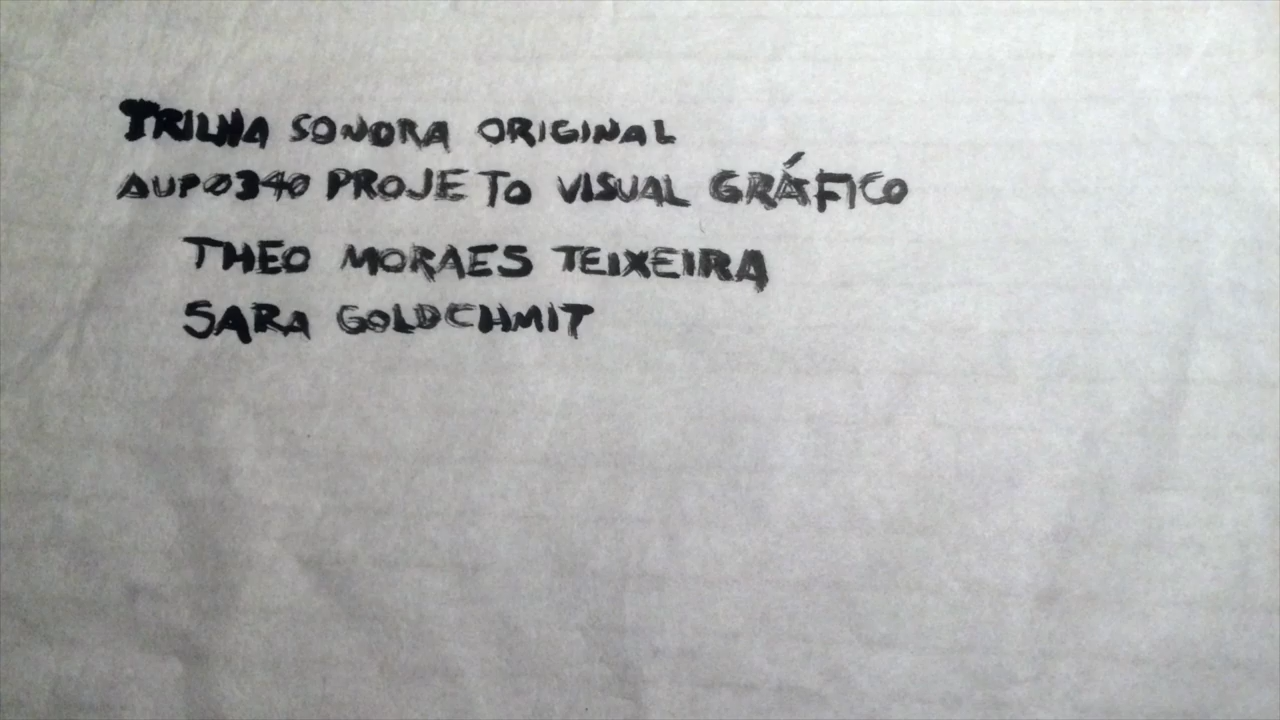 TRILHA SONORA ORIGINAL
AUP0340 PROJETO VISUAL GRÁFICO
THEO MORAES TEIXEIRA
SARA GOLDCHMIT